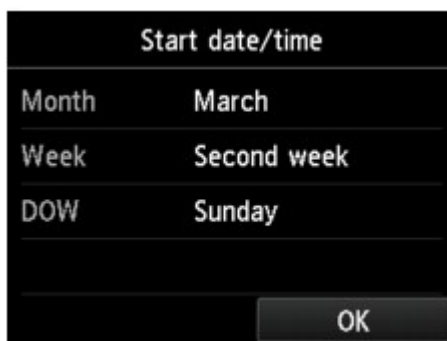 Start date/time
Month March
Week Second week
DOW Sunday
OK